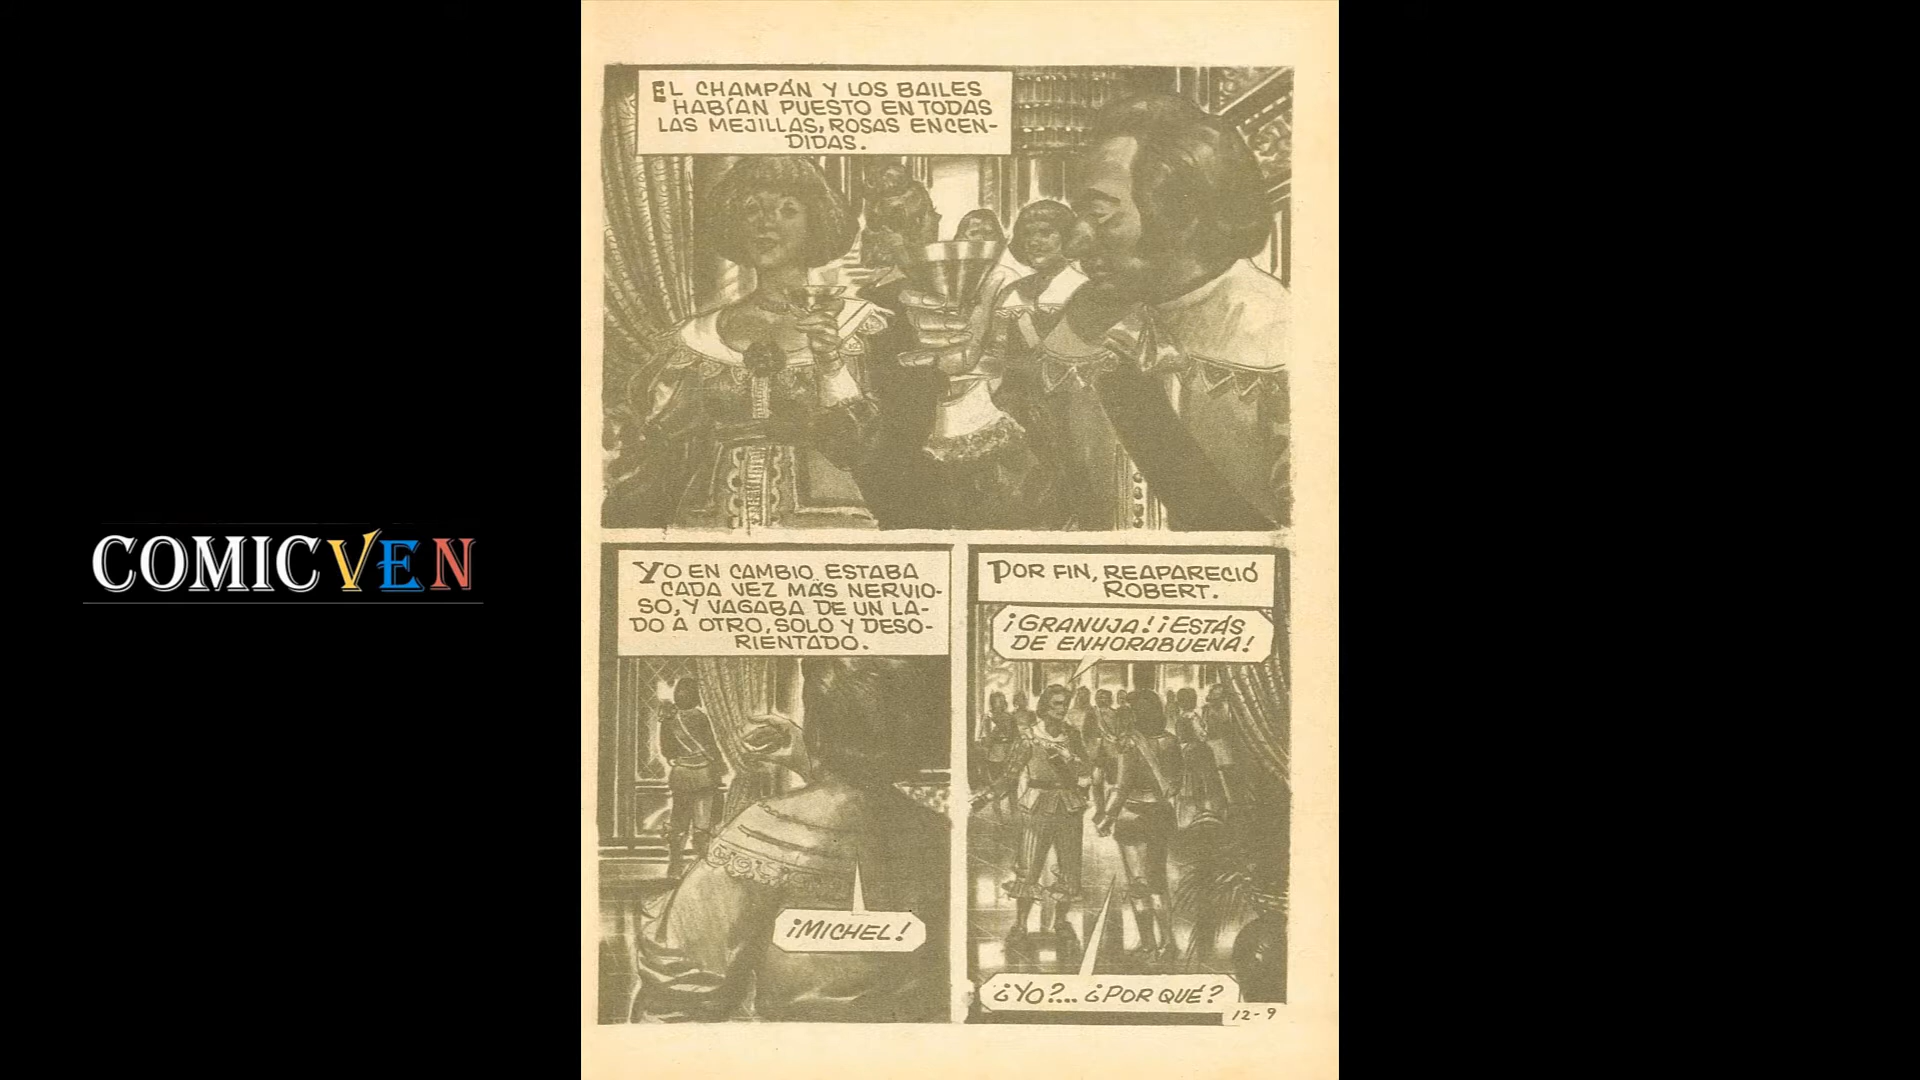 EL CHAMPÁN Y LOS BAILES
HABÍAN PUESTO EN TODAS
LAS MEJILLAS, ROSAS ENCEN-
DIDAS.
COMICVEN
YO EN CAMBIO, ESTABA
CADA VEZ MÁS NERVIO-
SO, Y VAGABA DE UN LA-
DO A OTRO, SOLO Y DESO-
RIENTADO.
¡MICHEL!
POR FIN, REAPARECIÓ
ROBERT.
¡GRANUJA! ¡ESTÁS
DE ENHORABUENA!
¿YO?... ¿POR QUÉ?
12-9